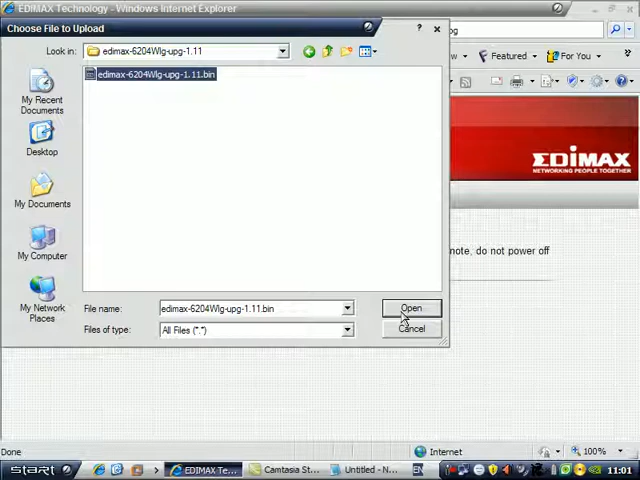 EDIMAX Technology - Windows Internet Explorer
Choose File to Upload
Look in:
edimax-6204Wlg-upg-1.11
edimax-6204Wlg-upg-1.11.bin
My Recent
Documents
Desktop
My Documents
My Computer
My Network
Places
File name:
edimax-6204Wlg-upg-1.11.bin
Open
Files of type:
All Files (*.*)
Cancel
Featured
For You
EDIMAX
NETWORKING PEOPLE TOGETHER
note, do not power off
Done
Internet
100%
start
EDIMAX Te...
Camtasia St...
Untitled - N...
EN
11:01